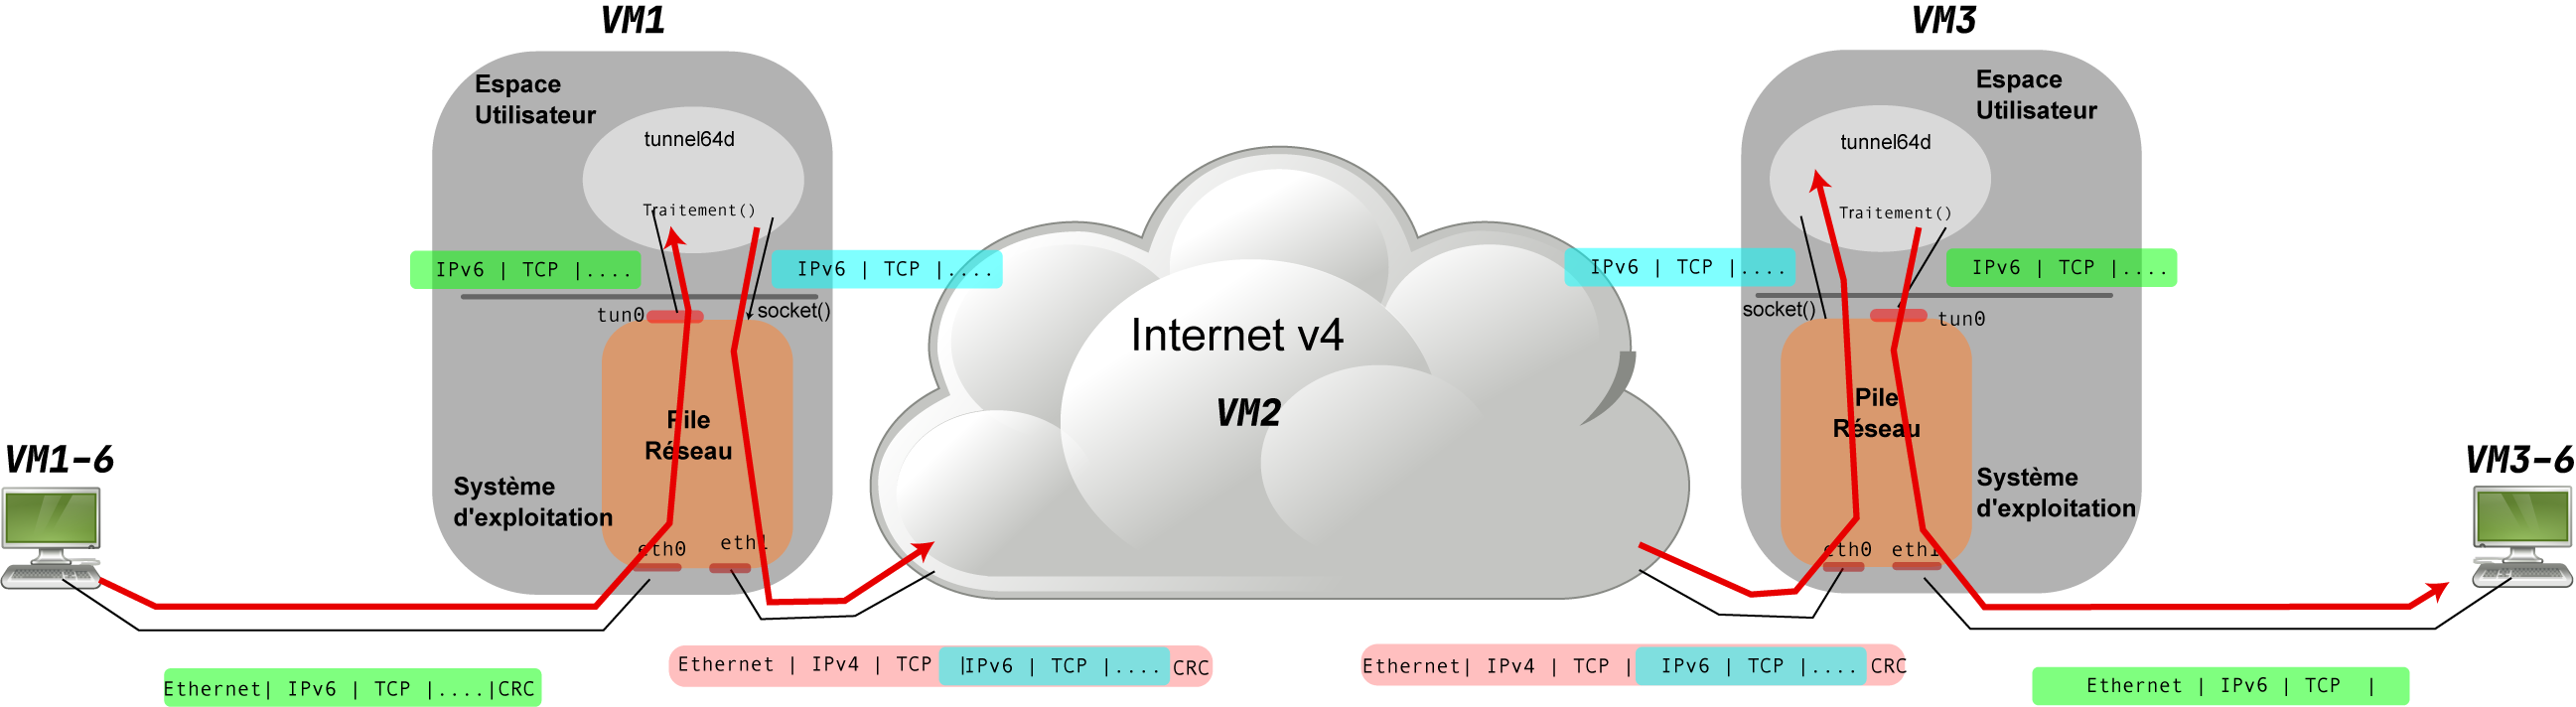 VM1
VM3
Espace
Utilisateur
tunnel64d
Traitement()
IPv6 | TCP |....
IPv6 | TCP |....
tun0
socket()
Pile
Réseau
Système
d'exploitation
eth0
eth1
Internet v4
VM2
Espace
Utilisateur
tunnel64d
Traitement()
IPv6 | TCP |....
IPv6 | TCP |....
socket()
tun0
Pile
Réseau
Système
d'exploitation
eth0
eth1
VM1-6
VM3-6
Ethernet| IPv6 | TCP |....|CRC
Ethernet | IPv4 | TCP |IPv6 | TCP |.... CRC
Ethernet| IPv4 | TCP | IPv6 | TCP |.... CRC
Ethernet | IPv6 | TCP |